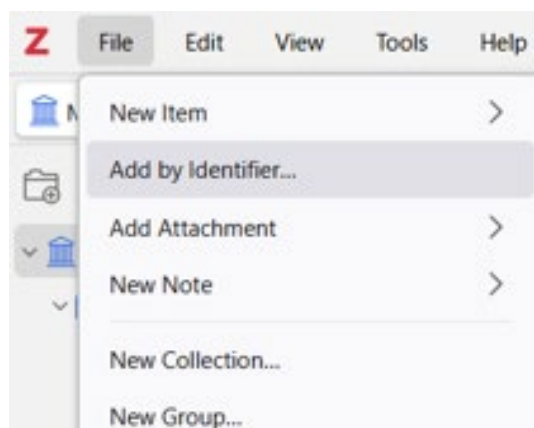 Z File Edit View Tools Help
New Item
Add by Identifier...
Add Attachment
New Note
New Collection...
New Group...